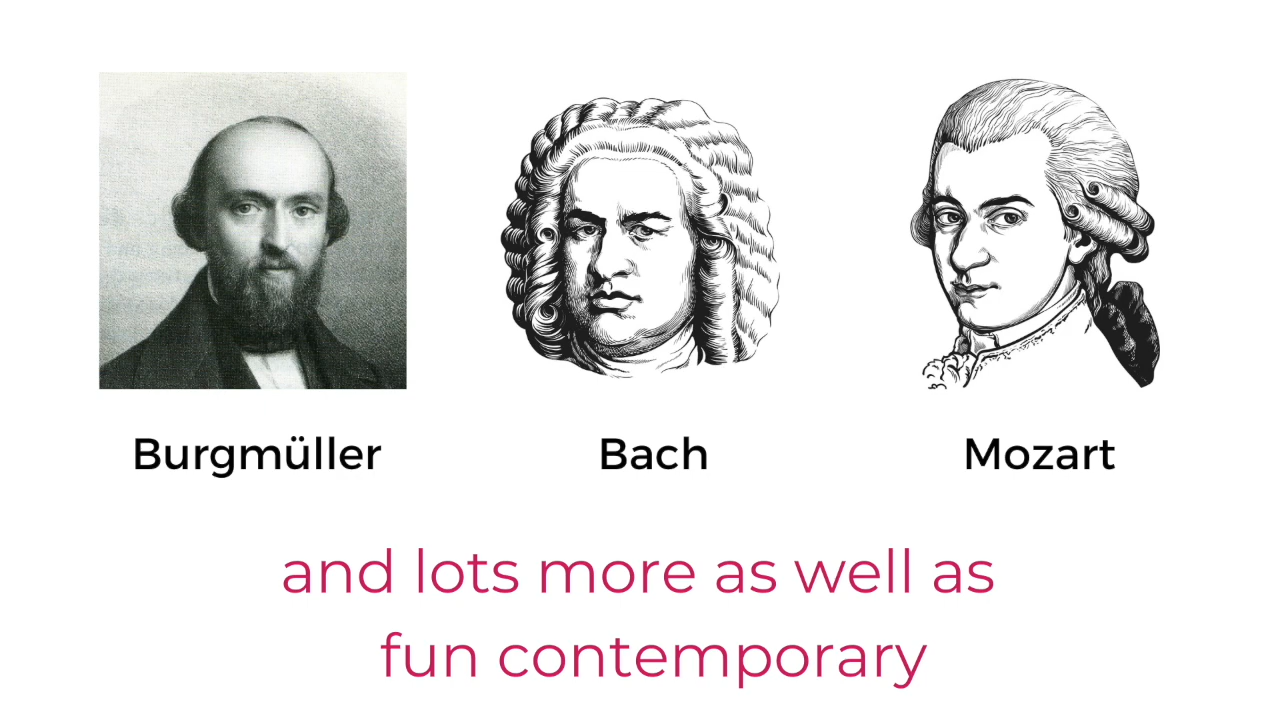 Burgmüller Bach Mozart
and lots more as well as
fun contemporary